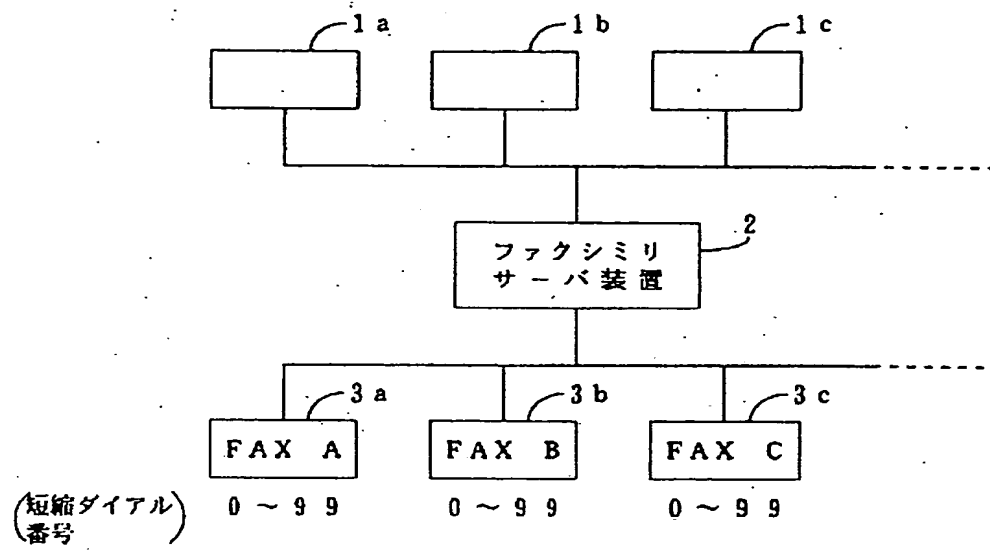 1a 1b 1c
2
ファクシミリ
サーバ装置
3a 3b 3c
FAX A FAX B FAX C
(短縮ダイアル
番号) 0～99 0～99 0～99